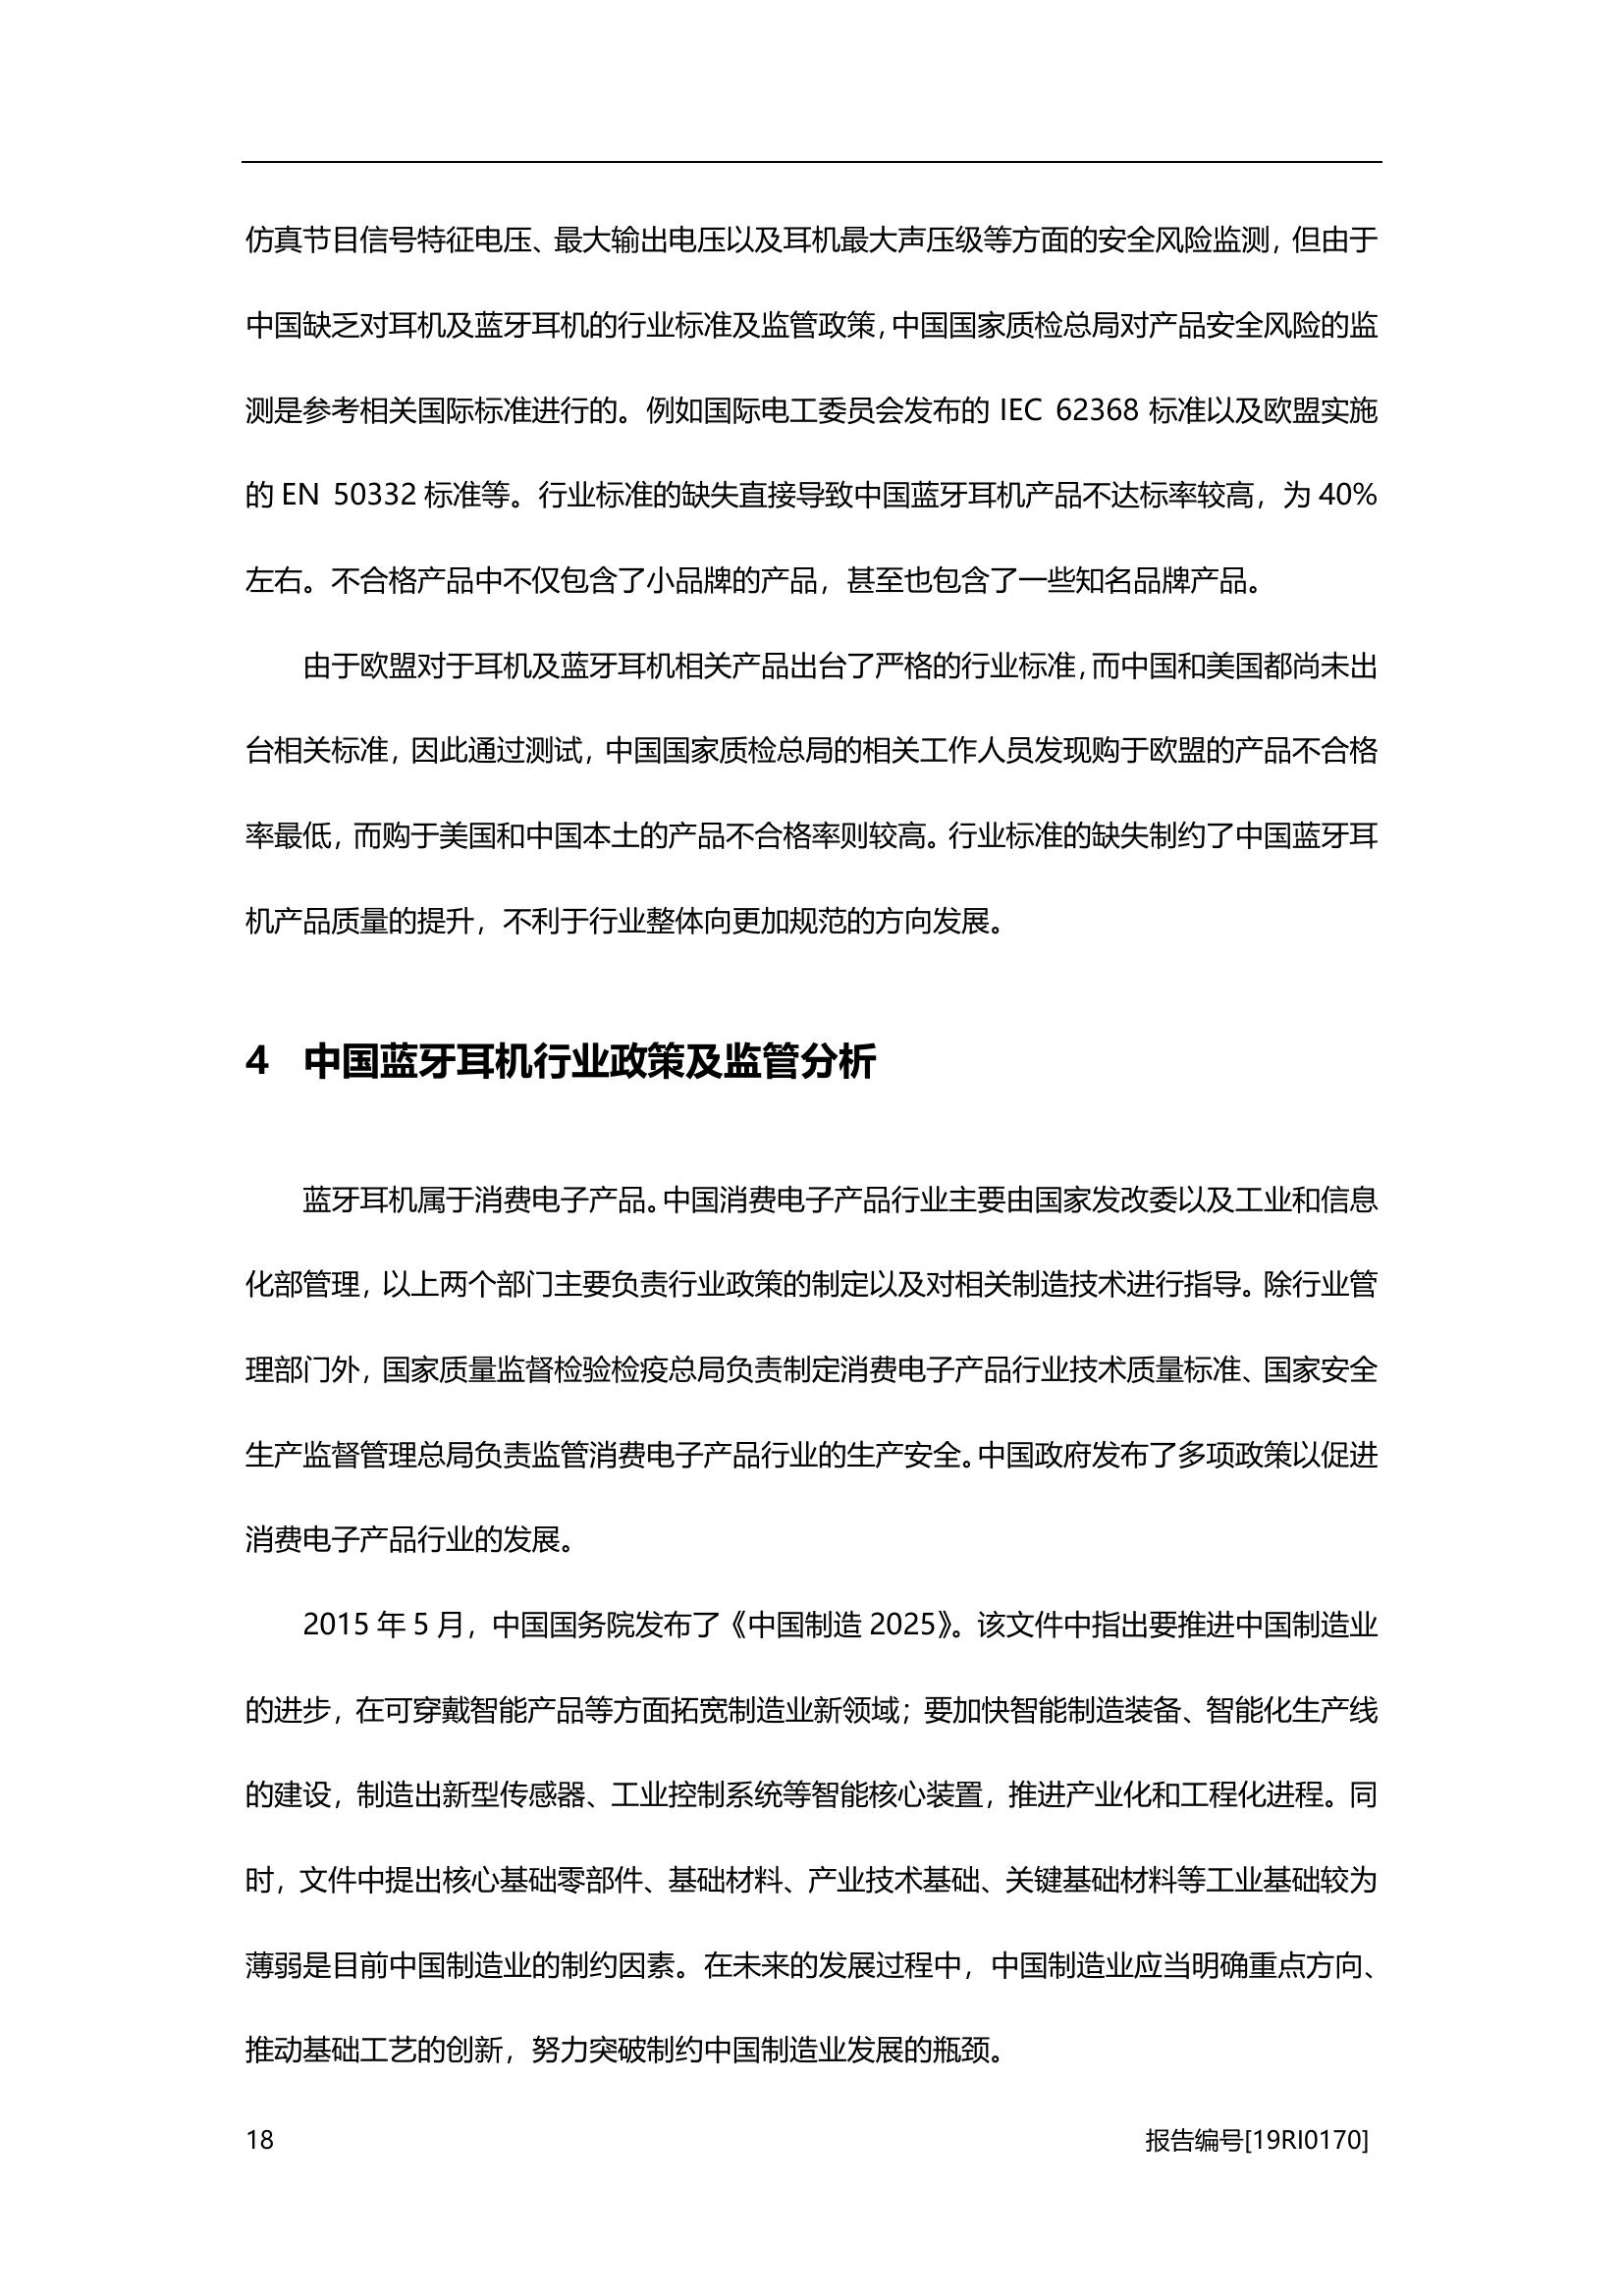 仿真节目信号特征电压、最大输出电压以及耳机最大声压级等方面的安全风险监测，但由于
中国缺乏对耳机及蓝牙耳机的行业标准及监管政策，中国国家质检总局对产品安全风险的监
测是参考相关国际标准进行的。例如国际电工委员会发布的 IEC 62368 标准以及欧盟实施
的 EN 50332 标准等。行业标准的缺失直接导致中国蓝牙耳机产品不达标率较高，为 40%
左右。不合格产品中不仅包含了小品牌的产品，甚至也包含了一些知名品牌产品。
由于欧盟对于耳机及蓝牙耳机相关产品出台了严格的行业标准，而中国和美国都尚未出
台相关标准，因此通过测试，中国国家质检总局的相关工作人员发现购于欧盟的产品不合格
率最低，而购于美国和中国本土的产品不合格率则较高。行业标准的缺失制约了中国蓝牙耳
机产品质量的提升，不利于行业整体向更加规范的方向发展。
4 中国蓝牙耳机行业政策及监管分析
蓝牙耳机属于消费电子产品。中国消费电子产品行业主要由国家发改委以及工业和信息
化部管理，以上两个部门主要负责行业政策的制定以及对相关制造技术进行指导。除行业管
理部门外，国家质量监督检验检疫总局负责制定消费电子产品行业技术质量标准、国家安全
生产监督管理总局负责监管消费电子产品行业的生产安全。中国政府发布了多项政策以促进
消费电子产品行业的发展。
2015 年 5 月，中国国务院发布了《中国制造 2025》。该文件中指出要推进中国制造业
的进步，在可穿戴智能产品等方面拓宽制造业新领域；要加快智能制造装备、智能化生产线
的建设，制造出新型传感器、工业控制系统等智能核心装置，推进产业化和工程化进程。同
时，文件中提出核心基础零部件、基础材料、产业技术基础、关键基础材料等工业基础较为
薄弱是目前中国制造业的制约因素。在未来的发展过程中，中国制造业应当明确重点方向、
推动基础工艺的创新，努力突破制约中国制造业发展的瓶颈。
18 报告编号[19RI0170]